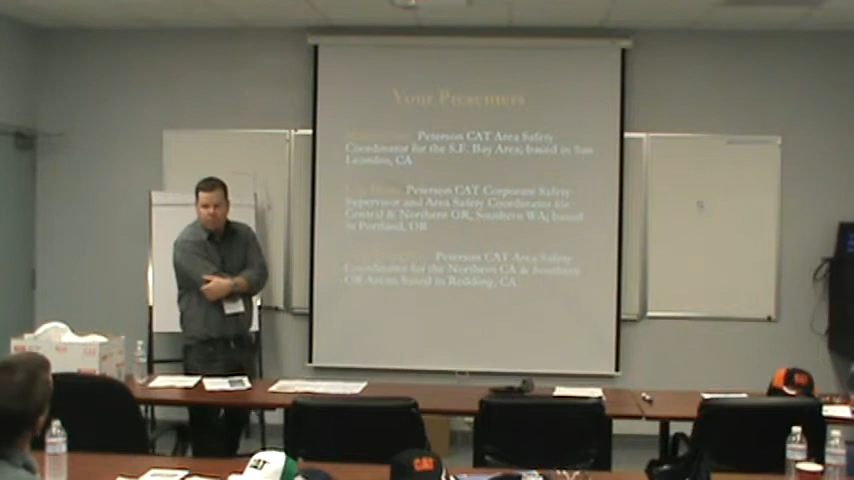 Your Presenters
Peterson CAT Area Safety
Coordinator for the S.F. Bay Area; based in San
Leandro, CA
Peterson CAT Corporate Safety
Supervisor and Area Safety Coordinator for
Central & Northern OR, Southern WA; based
in Portland, OR
Peterson CAT Area Safety
Coordinator for the Northern CA & Southern
OR Areas; based in Redding, CA
CAT
CAT